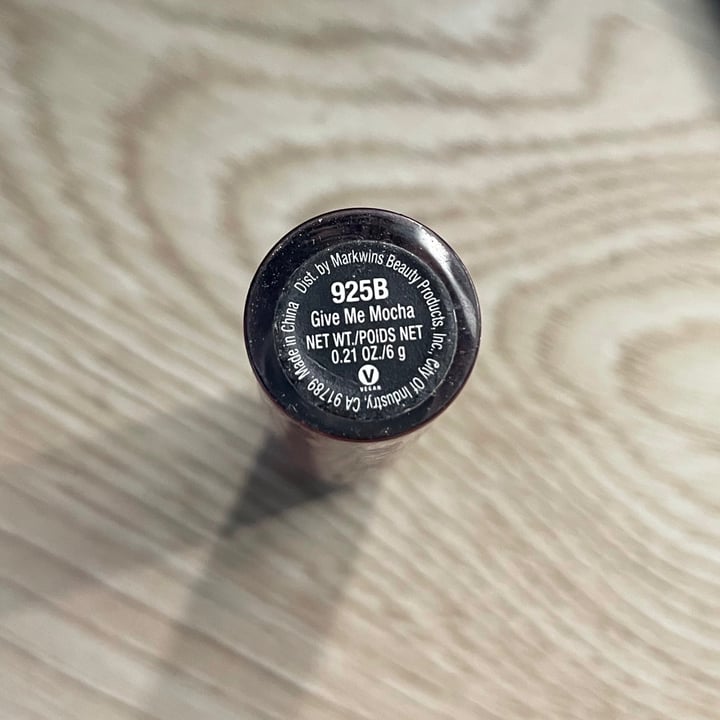 Dist. by Markwins Beauty Products, Inc., City Of Industry, CA 91789. Made in China
925B
Give Me Mocha
NET WT./POIDS NET
0.21 OZ./6 g
V
VEGAN